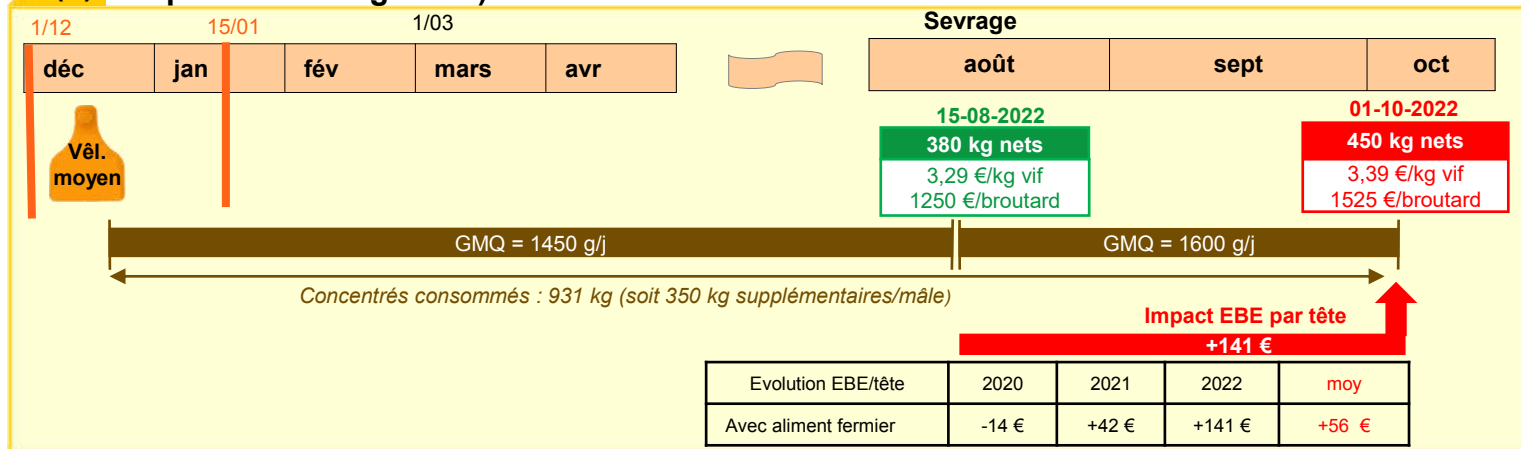 1/12
15/01
1/03
Sevrage
déc
jan
fév
mars
avr
août
sept
oct
Vêl.
moyen
15-08-2022
380 kg nets
3,29 €/kg vif
1250 €/broutard
01-10-2022
450 kg nets
3,39 €/kg vif
1525 €/broutard
GMQ = 1450 g/j
GMQ = 1600 g/j
Concentrés consommés : 931 kg (soit 350 kg supplémentaires/mâle)
Impact EBE par tête
+141 €
Evolution EBE/tête 2020 2021 2022 moy
Avec aliment fermier -14 € +42 € +141 € +56 €